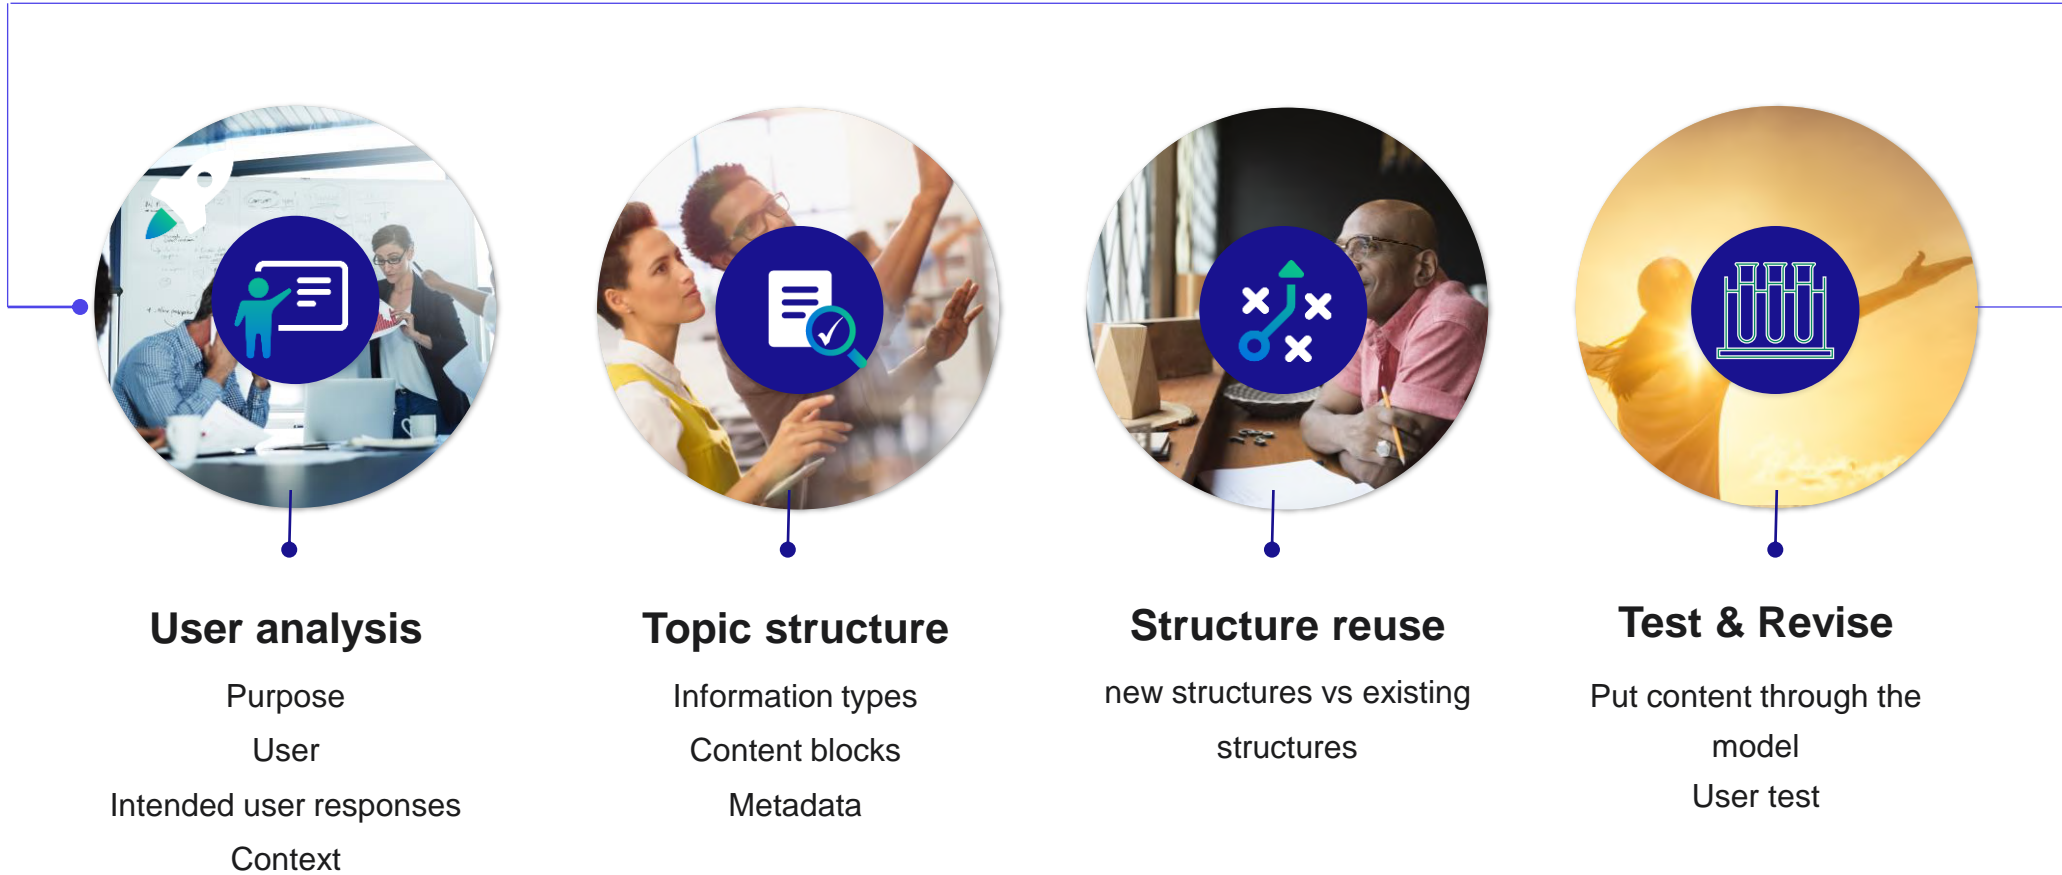 User analysis
Purpose
User
Intended user responses
Context
Topic structure
Information types
Content blocks
Metadata
Structure reuse
new structures vs existing
structures
Test & Revise
Put content through the
model
User test